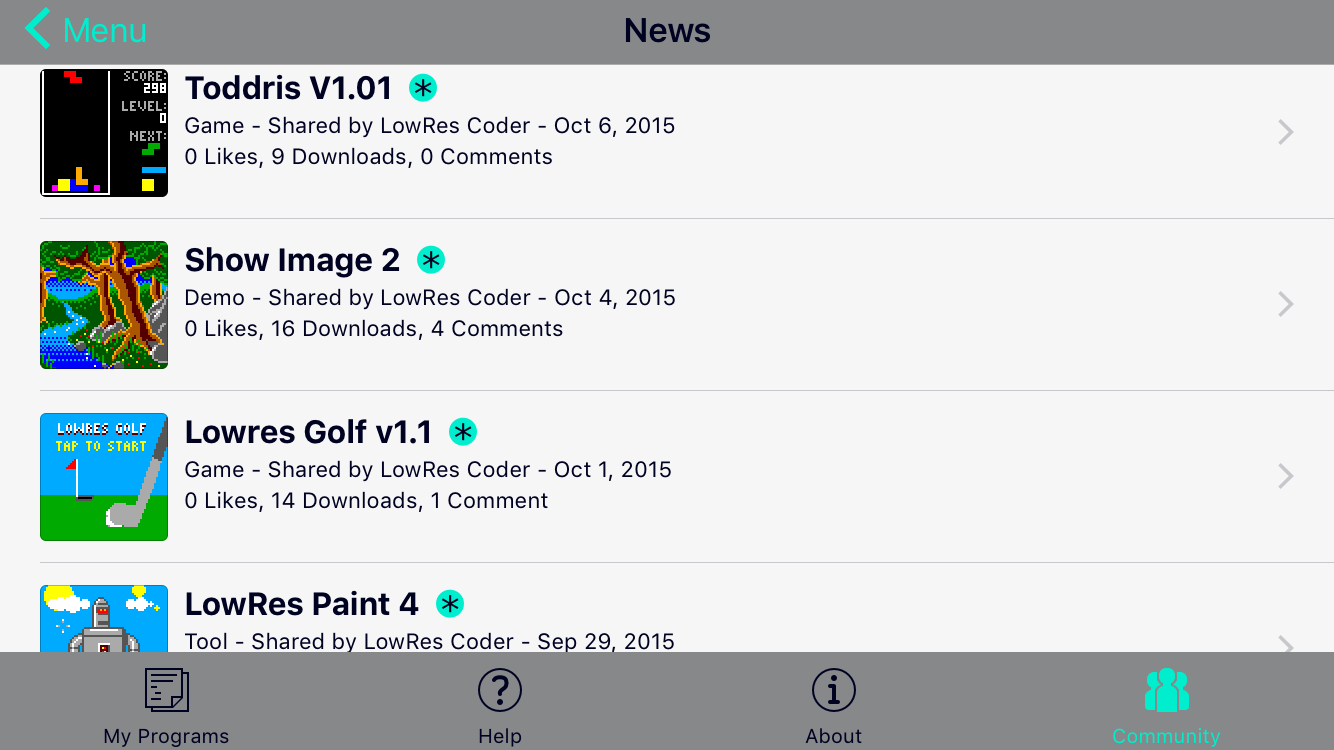 Menu
News
SCORE:
298
LEVEL:
0
NEXT:
Toddris V1.01
Game - Shared by LowRes Coder - Oct 6, 2015
0 Likes, 9 Downloads, 0 Comments
Show Image 2
Demo - Shared by LowRes Coder - Oct 4, 2015
0 Likes, 16 Downloads, 4 Comments
LOWRES GOLF
TAP TO START
Lowres Golf v1.1
Game - Shared by LowRes Coder - Oct 1, 2015
0 Likes, 14 Downloads, 1 Comment
LowRes Paint 4
Tool - Shared by LowRes Coder - Sep 29, 2015
My Programs
Help
About
Community